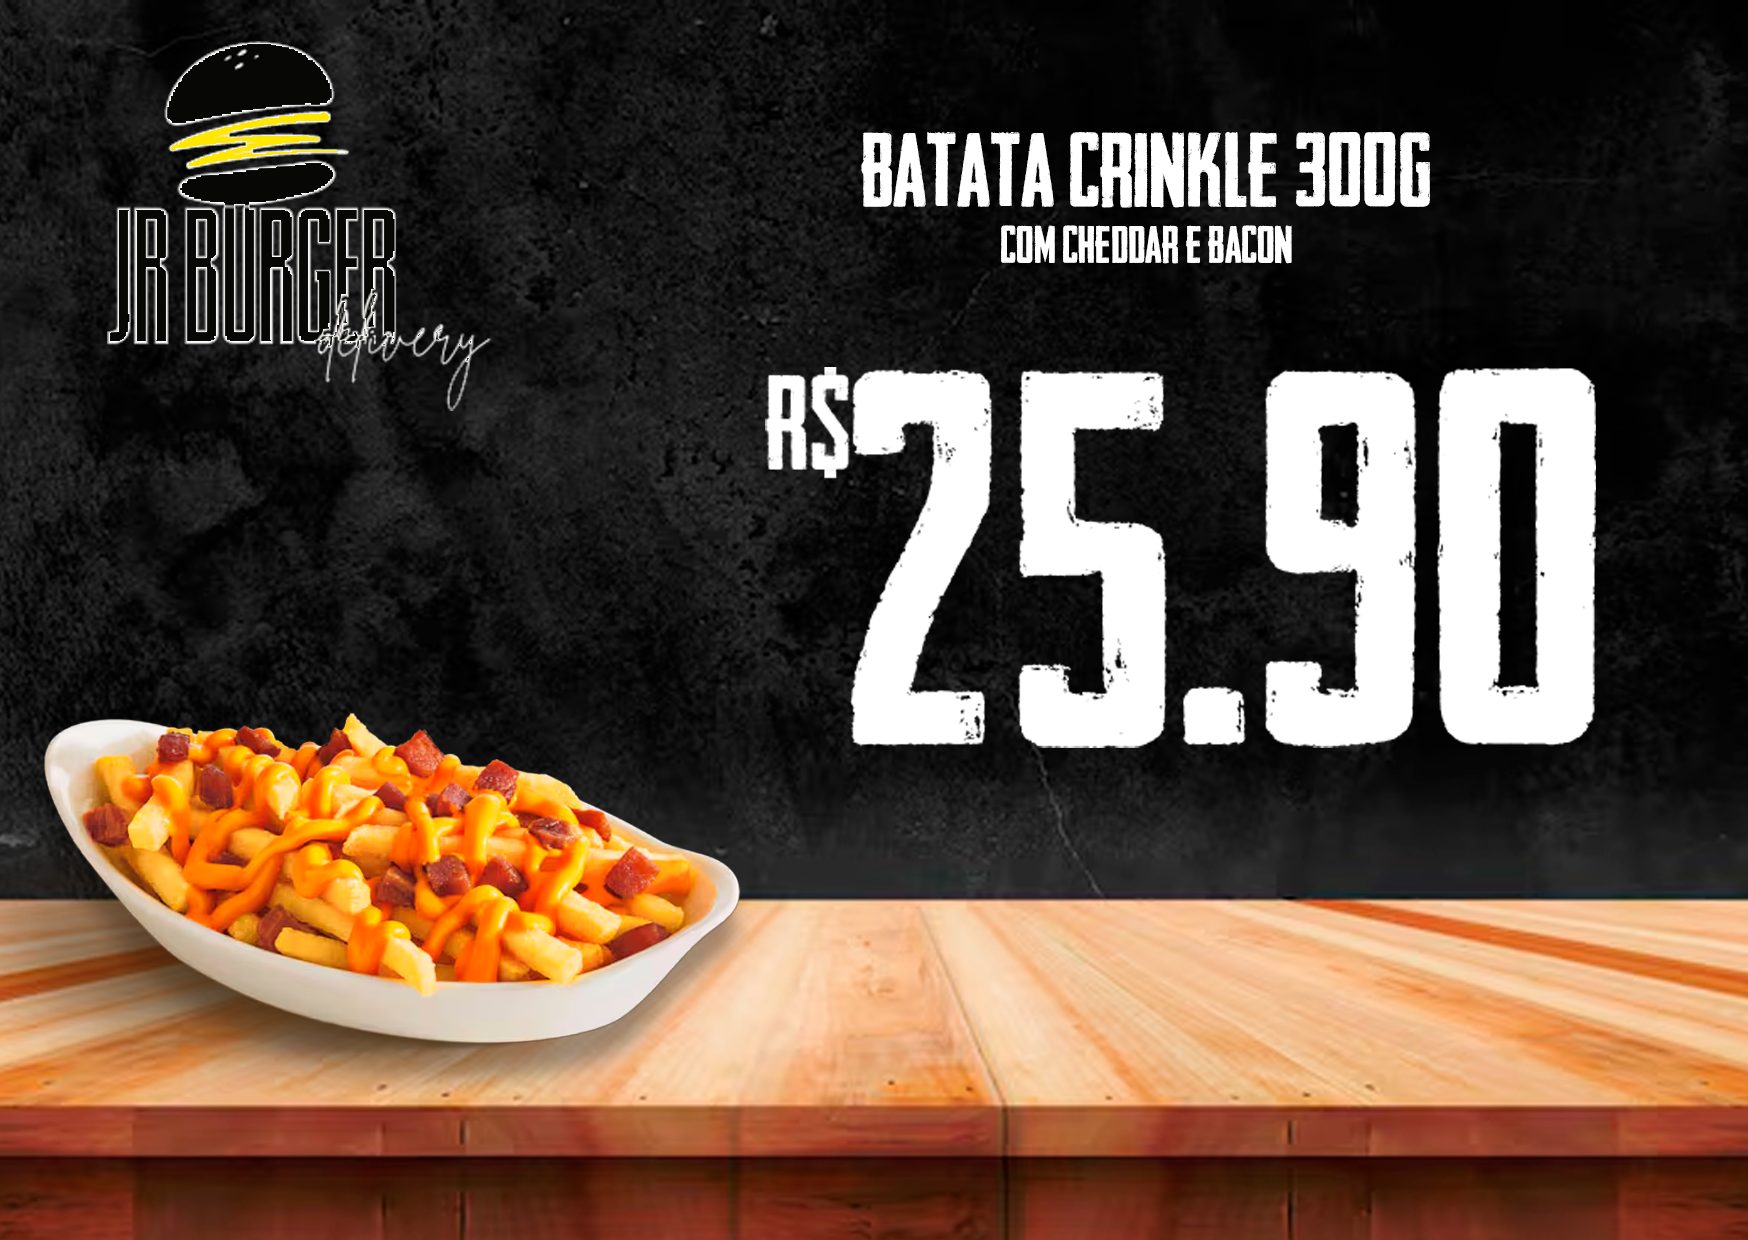 JR BURGER
delivery
BATATA CRINKLE 300G
COM CHEDDAR E BACON
R$25.90